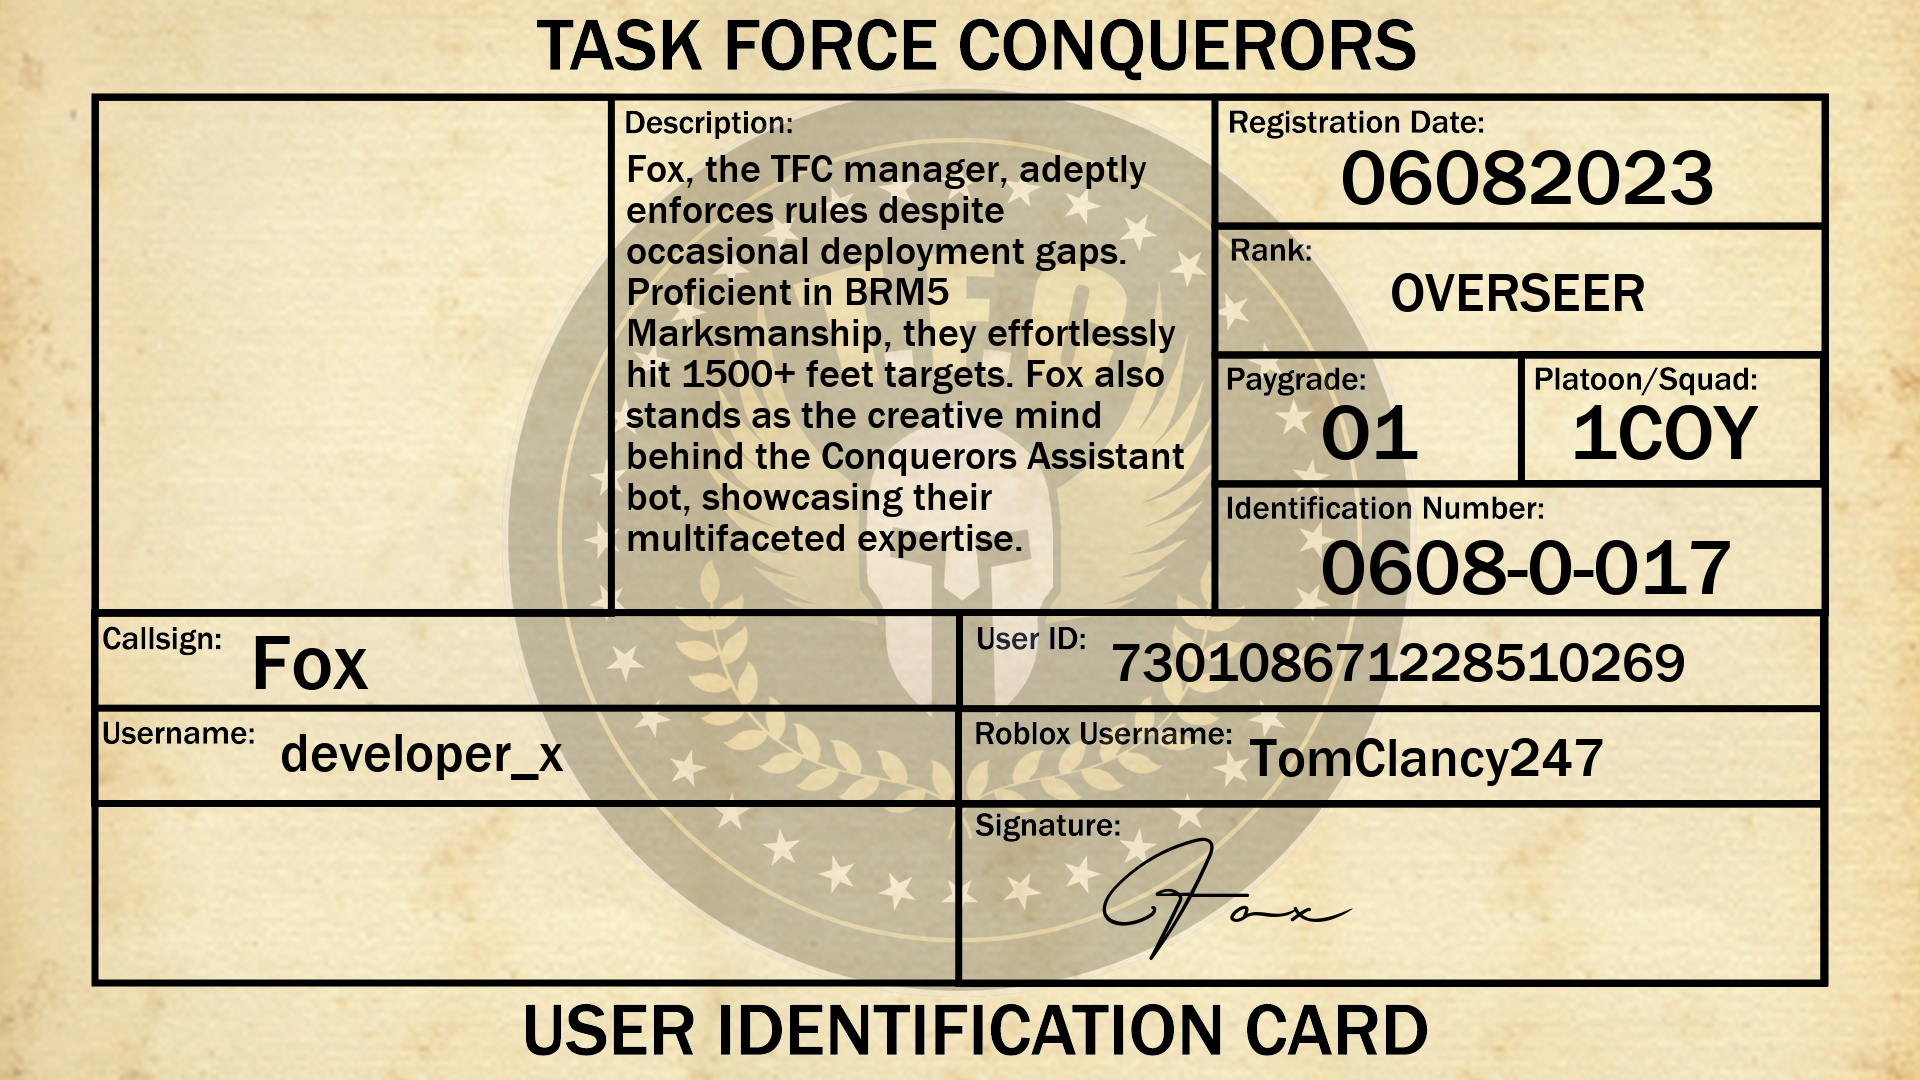 TASK FORCE CONQUERORS
Description:
Fox, the TFC manager, adeptly
enforces rules despite
occasional deployment gaps.
Proficient in BRM5
Marksmanship, they effortlessly
hit 1500+ feet targets. Fox also
stands as the creative mind
behind the Conquerors Assistant
bot, showcasing their
multifaceted expertise.
Registration Date:
06082023
Rank:
OVERSEER
Paygrade:
01
Platoon/Squad:
1COY
Identification Number:
0608-0-017
Callsign: Fox
User ID: 730108671228510269
Username: developer_x
Roblox Username: TomClancy247
Signature:
Fox
T.F.C
USER IDENTIFICATION CARD